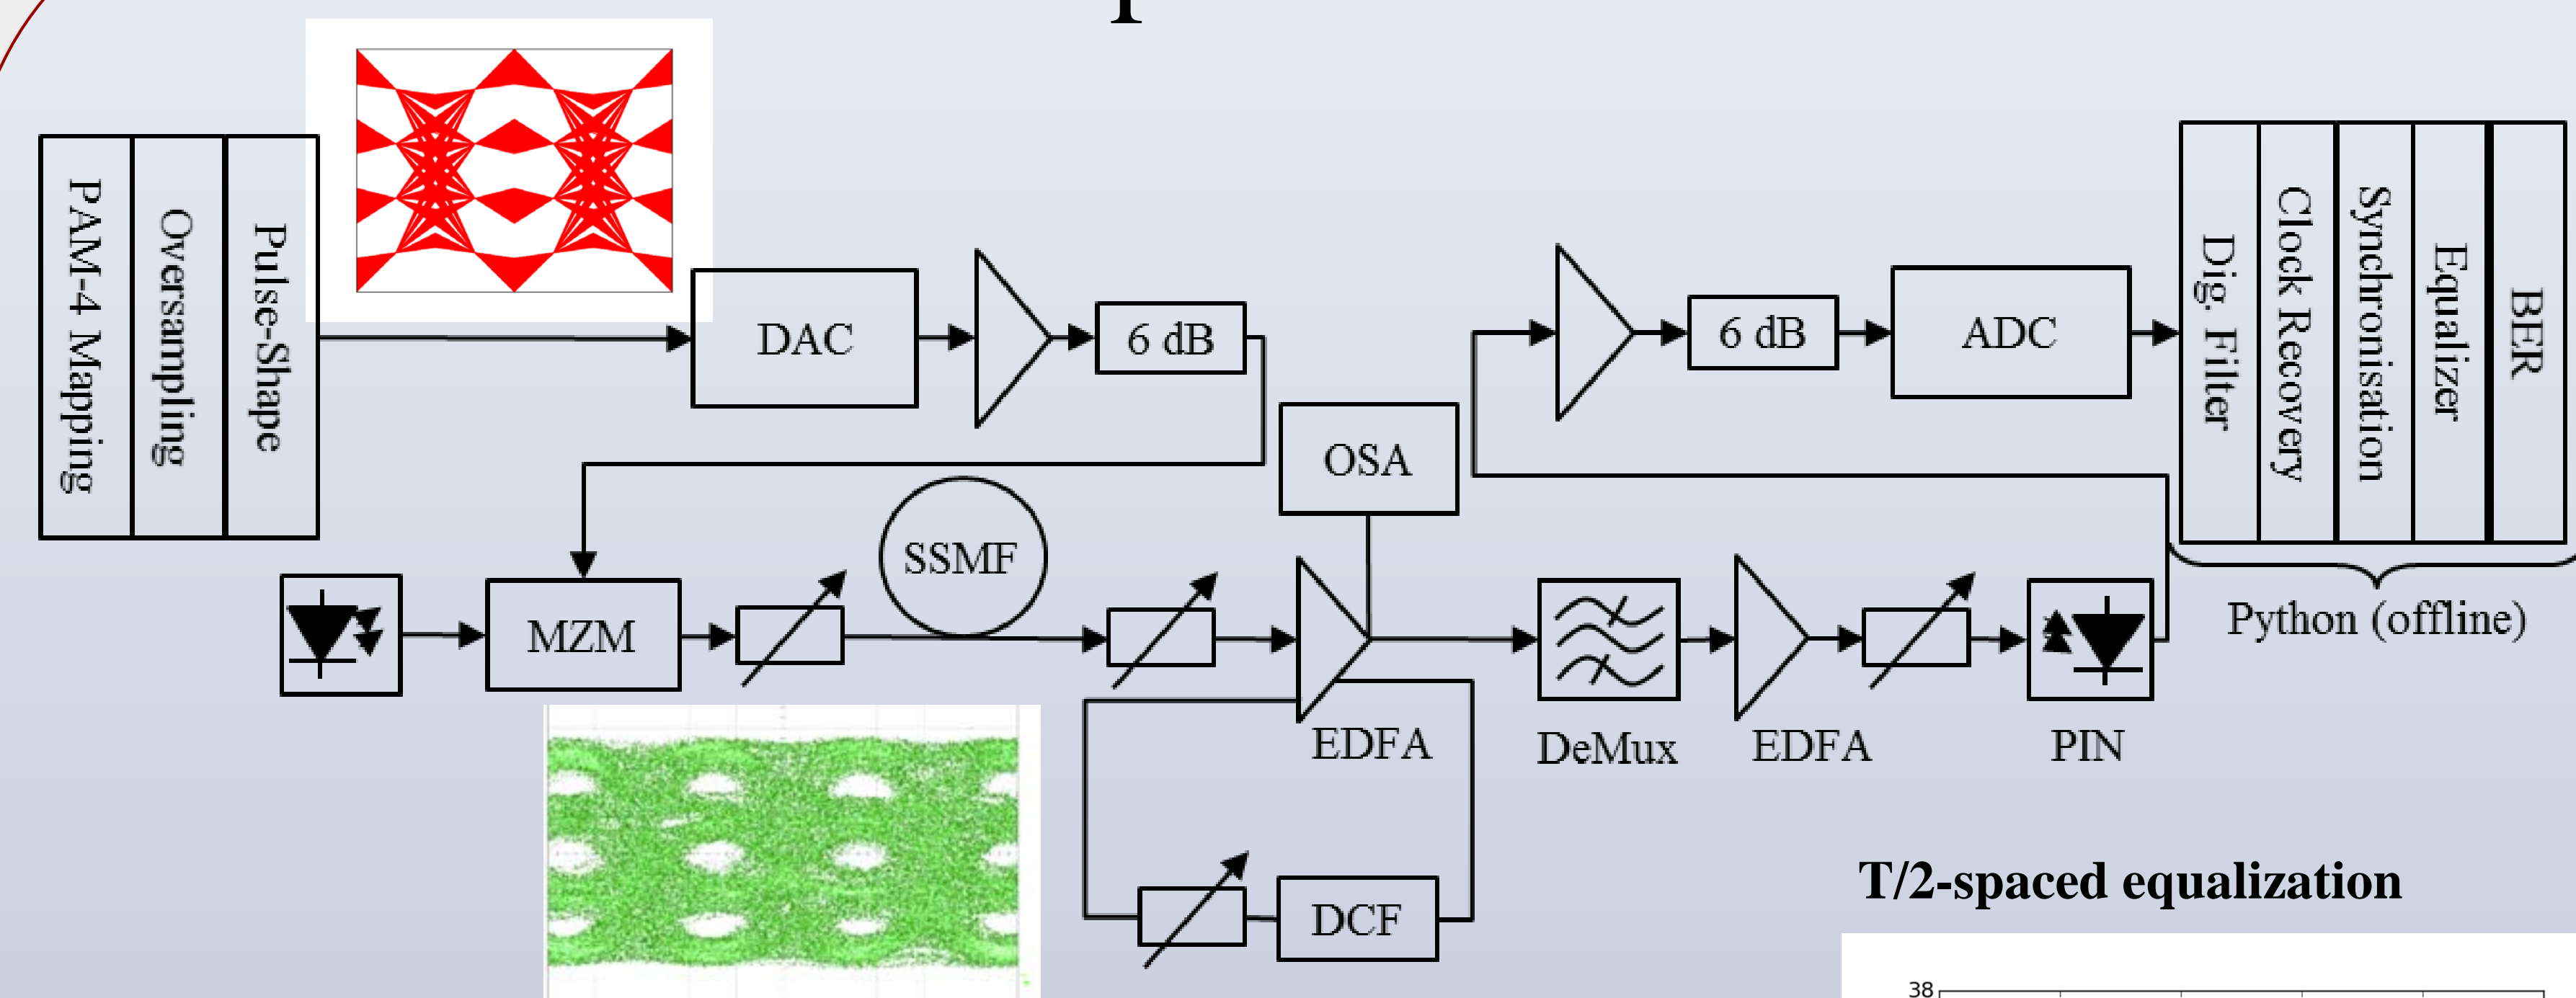 PAM-4 Mapping
Oversampling
Pulse-Shape
DAC
6 dB
6 dB
ADC
Dig. Filter
Clock Recovery
Synchronisation
Equalizer
BER
OSA
SSMF
MZM
Python (offline)
EDFA
DeMux
EDFA
PIN
DCF
T/2-spaced equalization
38